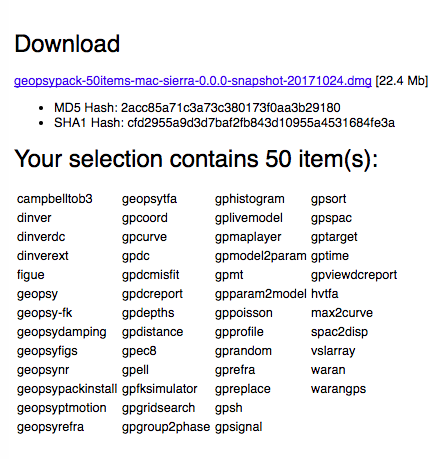 Download
geopsypack-50items-mac-sierra-0.0.0-snapshot-20171024.dmg [22.4 Mb]
• MD5 Hash: 2acc85a71c3a73c380173f0aa3b29180
• SHA1 Hash: cfd2955a9d3d7baf2fb843d10955a4531684fe3a
Your selection contains 50 item(s):
campbelltob3 geopsytfa gphistogram gpsort
dinver gpcoord gplivemodel gpspac
dinverdc gpcurve gpmaplayer gptarget
dinverext gpdc gpmodel2param gptime
figue gpdcmisfit gpmt gpviewdcreport
geopsy gpdcreport gpparam2model hvtfa
geopsy-fk gpdepths gppoisson max2curve
geopsydamping gpdistance gpprofile spac2disp
geopsyfigs gpec8 gprandom vslarray
geopsynr gpell gprefra waran
geopsypackinstall gpfksimulator gpreplace warangps
geopsyptmotion gpgridsearch gpsh
geopsyrefra gpgroup2phase gpsignal